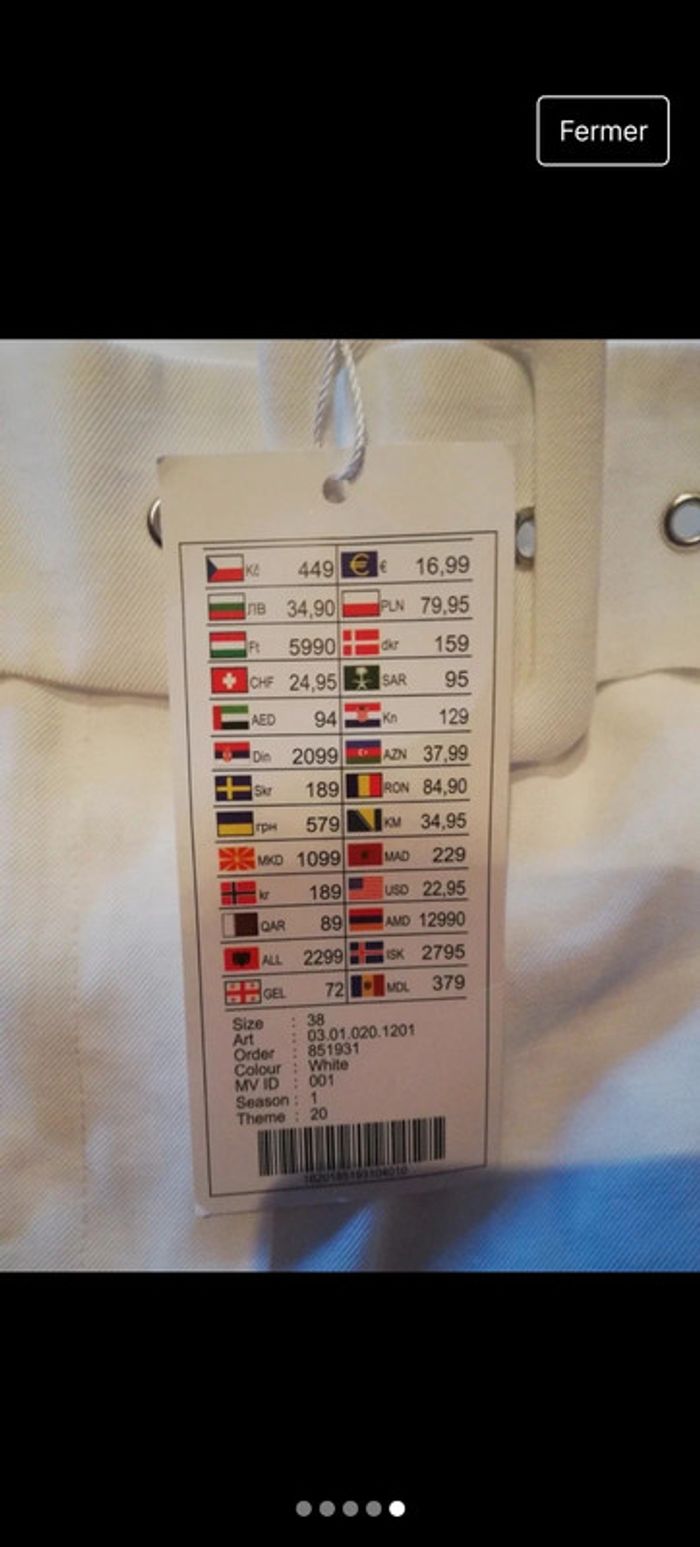 Fermer
Kč 449 € 16,99
ЛВ 34,90 PLN 79,95
Ft 5990 dkr 159
CHF 24,95 SAR 95
AED 94 Kn 129
Din 2099 AZN 37,99
Skr 189 RON 84,90
грн 579 KM 34,95
MKD 1099 MAD 229
kr 189 USD 22,95
QAR 89 AMD 12990
ALL 2299 ISK 2795
GEL 72 MDL 379
Size : 38
Art : 03.01.020.1201
Order : 851931
Colour : White
MV ID : 001
Season : 1
Theme : 20